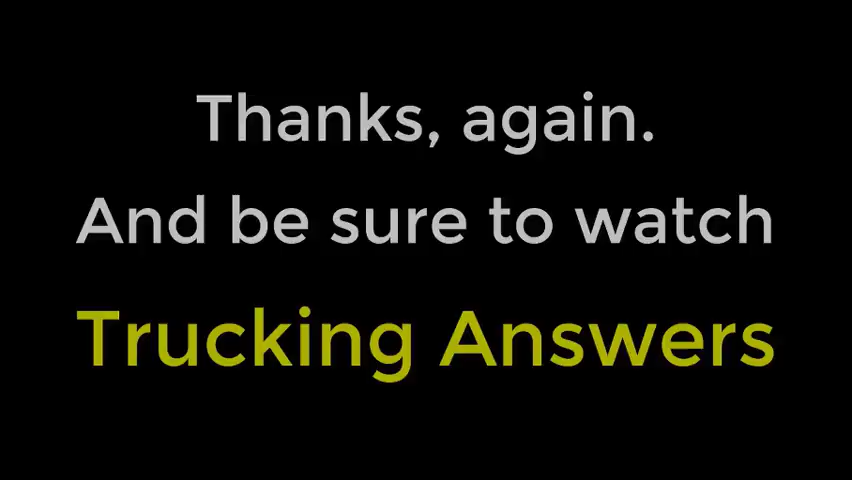 Thanks, again.
And be sure to watch
Trucking Answers